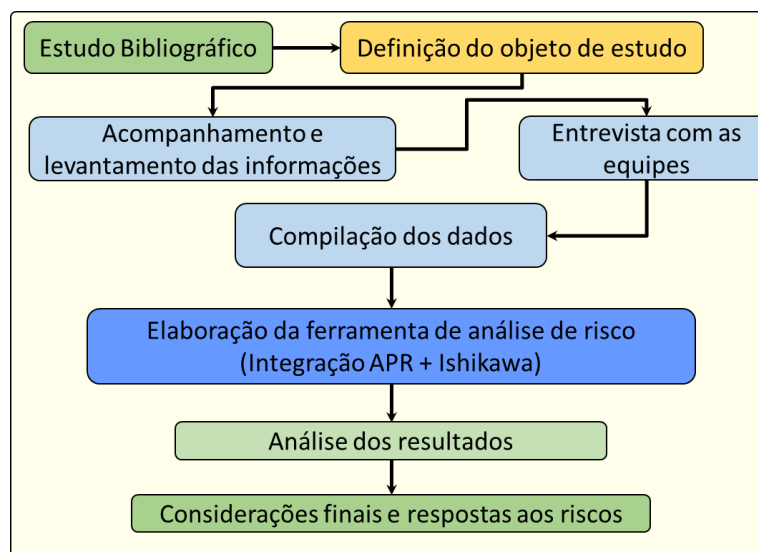 Estudo Bibliográfico
Definição do objeto de estudo
Acompanhamento e
levantamento das informações
Entrevista com as
equipes
Compilação dos dados
Elaboração da ferramenta de análise de risco
(Integração APR + Ishikawa)
Análise dos resultados
Considerações finais e respostas aos riscos